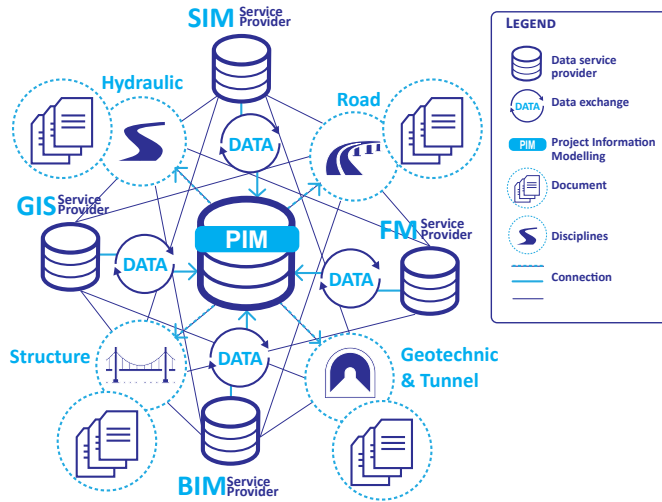 SIM Service
Provider
Hydraulic
Road
DATA
GIS Service
Provider
PIM
FM Service
Provider
DATA
DATA
Structure
DATA
Geotechnic
& Tunnel
BIM Service
Provider
LEGEND
Data service
provider
DATA
Data exchange
PIM
Project Information
Modelling
Document
Disciplines
Connection